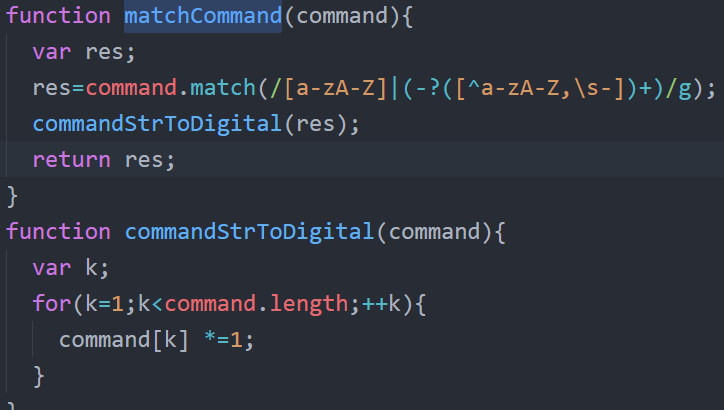 function matchCommand(command){
  var res;
  res=command.match(/[a-zA-Z]|(-?([^a-zA-Z,\s-])+)/g);
  commandStrToDigital(res);
  return res;
}
function commandStrToDigital(command){
  var k;
  for(k=1;k<command.length;++k){
    command[k] *=1;
  }
}